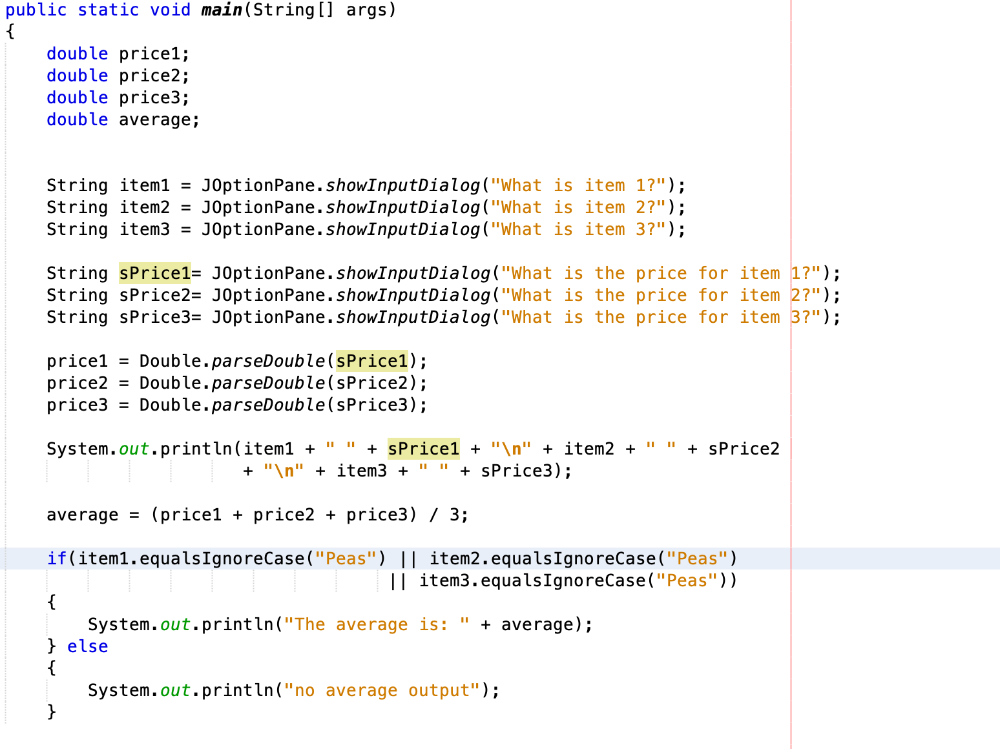 public static void main(String[] args)
{
    double price1;
    double price2;
    double price3;
    double average;


    String item1 = JOptionPane.showInputDialog("What is item 1?");
    String item2 = JOptionPane.showInputDialog("What is item 2?");
    String item3 = JOptionPane.showInputDialog("What is item 3?");

    String sPrice1= JOptionPane.showInputDialog("What is the price for item 1?");
    String sPrice2= JOptionPane.showInputDialog("What is the price for item 2?");
    String sPrice3= JOptionPane.showInputDialog("What is the price for item 3?");

    price1 = Double.parseDouble(sPrice1);
    price2 = Double.parseDouble(sPrice2);
    price3 = Double.parseDouble(sPrice3);

    System.out.println(item1 + " " + sPrice1 + "\n" + item2 + " " + sPrice2
                       + "\n" + item3 + " " + sPrice3);

    average = (price1 + price2 + price3) / 3;

    if(item1.equalsIgnoreCase("Peas") || item2.equalsIgnoreCase("Peas")
                                     || item3.equalsIgnoreCase("Peas"))
    {
        System.out.println("The average is: " + average);
    } else
    {
        System.out.println("no average output");
    }